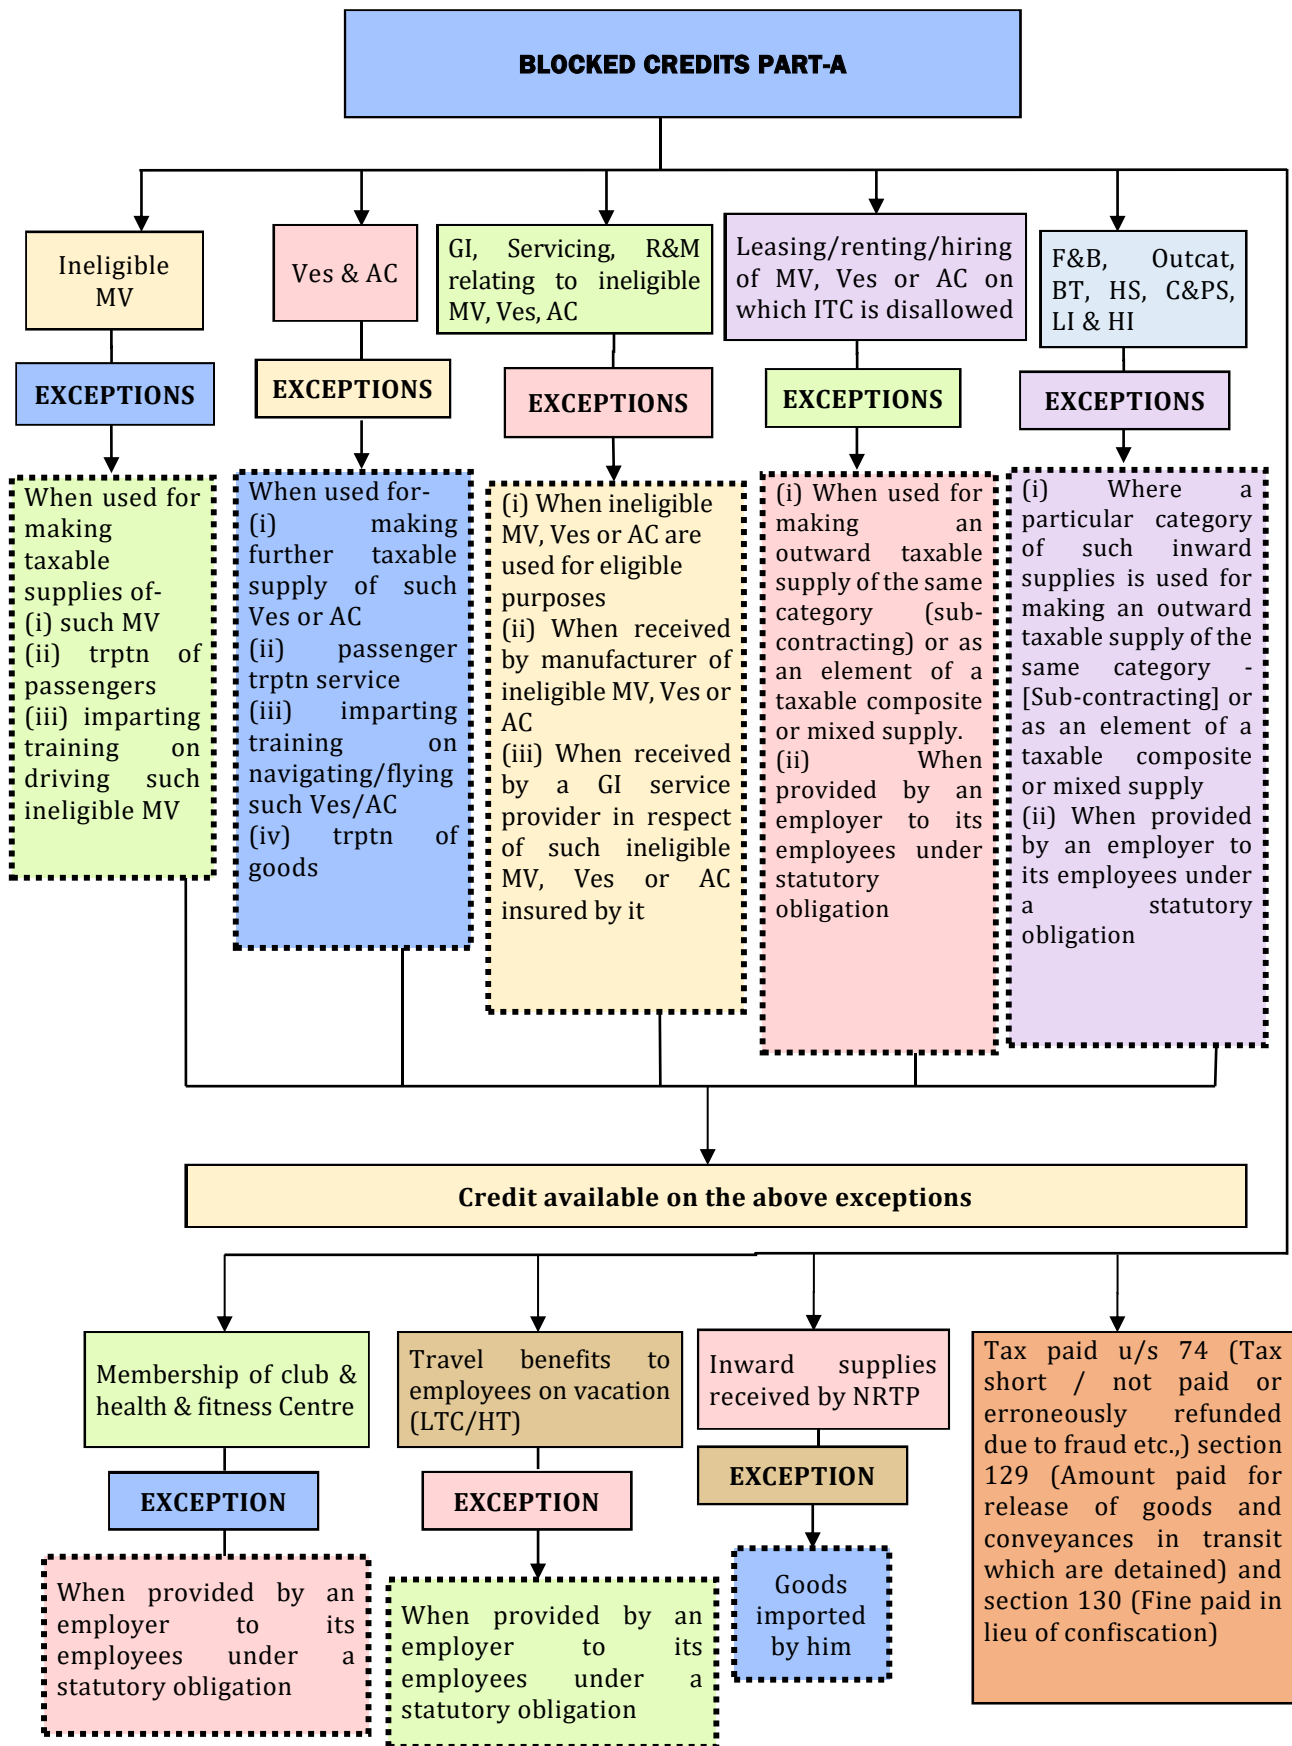 BLOCKED CREDITS PART-A
Ineligible
MV
EXCEPTIONS
When used for
making
taxable
supplies of-
(i) such MV
(ii) trptn of
passengers
(iii) imparting
training on
driving such
ineligible MV
Ves & AC
EXCEPTIONS
When used for-
(i) making
further taxable
supply of such
Ves or AC
(ii) passenger
trptn service
(iii) imparting
training on
navigating/flying
such Ves/AC
(iv) trptn of
goods
GI, Servicing, R&M
relating to ineligible
MV, Ves, AC
EXCEPTIONS
(i) When ineligible
MV, Ves or AC are
used for eligible
purposes
(ii) When received
by manufacturer of
ineligible MV, Ves or
AC
(iii) When received
by a GI service
provider in respect
of such ineligible
MV, Ves or AC
insured by it
Leasing/renting/hiring
of MV, Ves or AC on
which ITC is disallowed
EXCEPTIONS
(i) When used for
making an
outward taxable
supply of the same
category (sub-
contracting) or as
an element of a
taxable composite
or mixed supply.
(ii) When
provided by an
employer to its
employees under
statutory
obligation
F&B, Outcat,
BT, HS, C&PS,
LI & HI
EXCEPTIONS
(i) Where a
particular category
of such inward
supplies is used for
making an outward
taxable supply of the
same category -
[Sub-contracting] or
as an element of a
taxable composite
or mixed supply
(ii) When provided
by an employer to
its employees under
a statutory
obligation
Credit available on the above exceptions
Membership of club &
health & fitness Centre
EXCEPTION
When provided by an
employer to its
employees under a
statutory obligation
Travel benefits to
employees on vacation
(LTC/HT)
EXCEPTION
When provided by an
employer to its
employees under a
statutory obligation
Inward supplies
received by NRTP
EXCEPTION
Goods
imported
by him
Tax paid u/s 74 (Tax
short / not paid or
erroneously refunded
due to fraud etc.,) section
129 (Amount paid for
release of goods and
conveyances in transit
which are detained) and
section 130 (Fine paid in
lieu of confiscation)